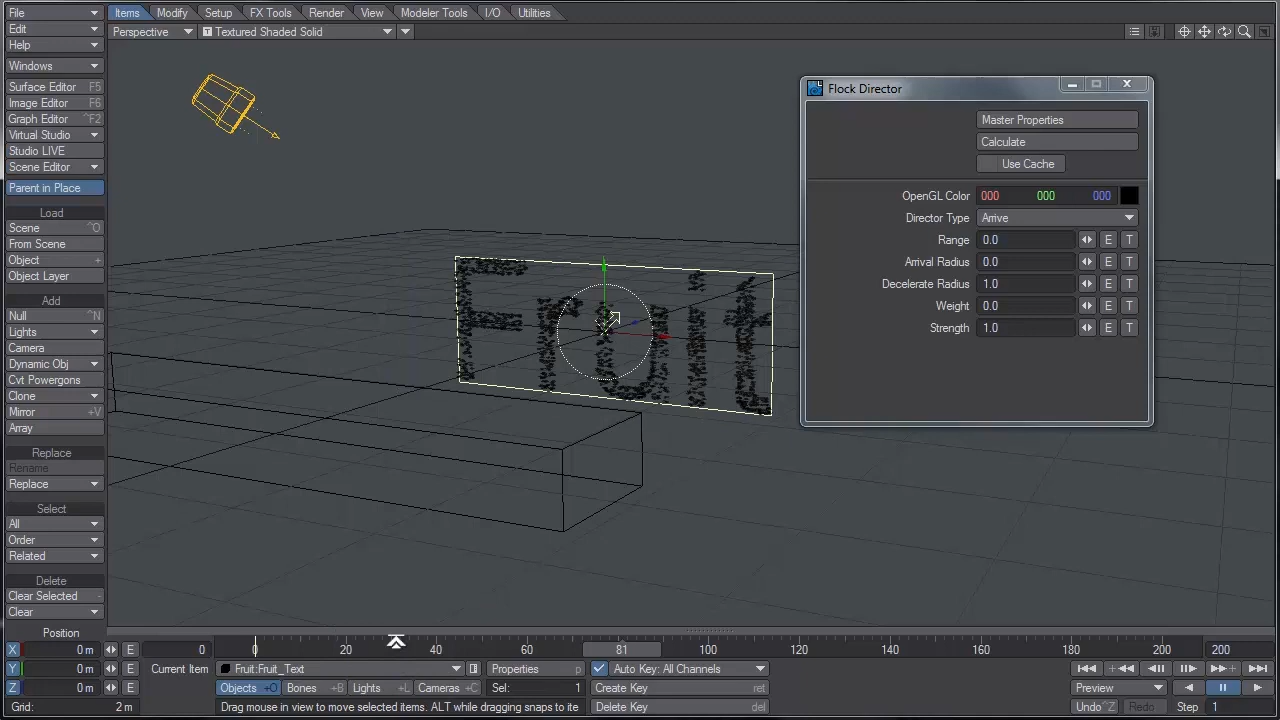 File
Items
Modify
Setup
FX Tools
Render
View
Modeler Tools
I/O
Utilities
Edit
Perspective
T Textured Shaded Solid
Help
Windows
Surface Editor F5
Image Editor F6
Graph Editor ^F2
Virtual Studio
Studio LIVE
Scene Editor
Parent in Place
Load
Scene ^O
From Scene
Object +
Object Layer
Add
Null ^N
Lights
Camera
Dynamic Obj
Cvt Powergons
Clone
Mirror +V
Array
Replace
Rename
Replace
Select
All
Order
Related
Delete
Clear Selected -
Clear
Flock Director
Master Properties
Calculate
Use Cache
OpenGL Color 000 000 000
Director Type Arrive
Range 0.0 E T
Arrival Radius 0.0 E T
Decelerate Radius 1.0 E T
Weight 0.0 E T
Strength 1.0 E T
Fruit
Position
X 0 m E
0
0 20 40 81 100 120 140 160 180 200
200
Y 0 m E
Current Item Fruit:Fruit_Text
Properties p
Auto Key: All Channels
Z 0 m E
Objects +O
Bones +B
Lights +L
Cameras +C
Sel: 1
Create Key ret
Preview
Grid: 2 m
Drag mouse in view to move selected items. ALT while dragging snaps to ite
Delete Key del
Undo ^Z
Redo
Step 1